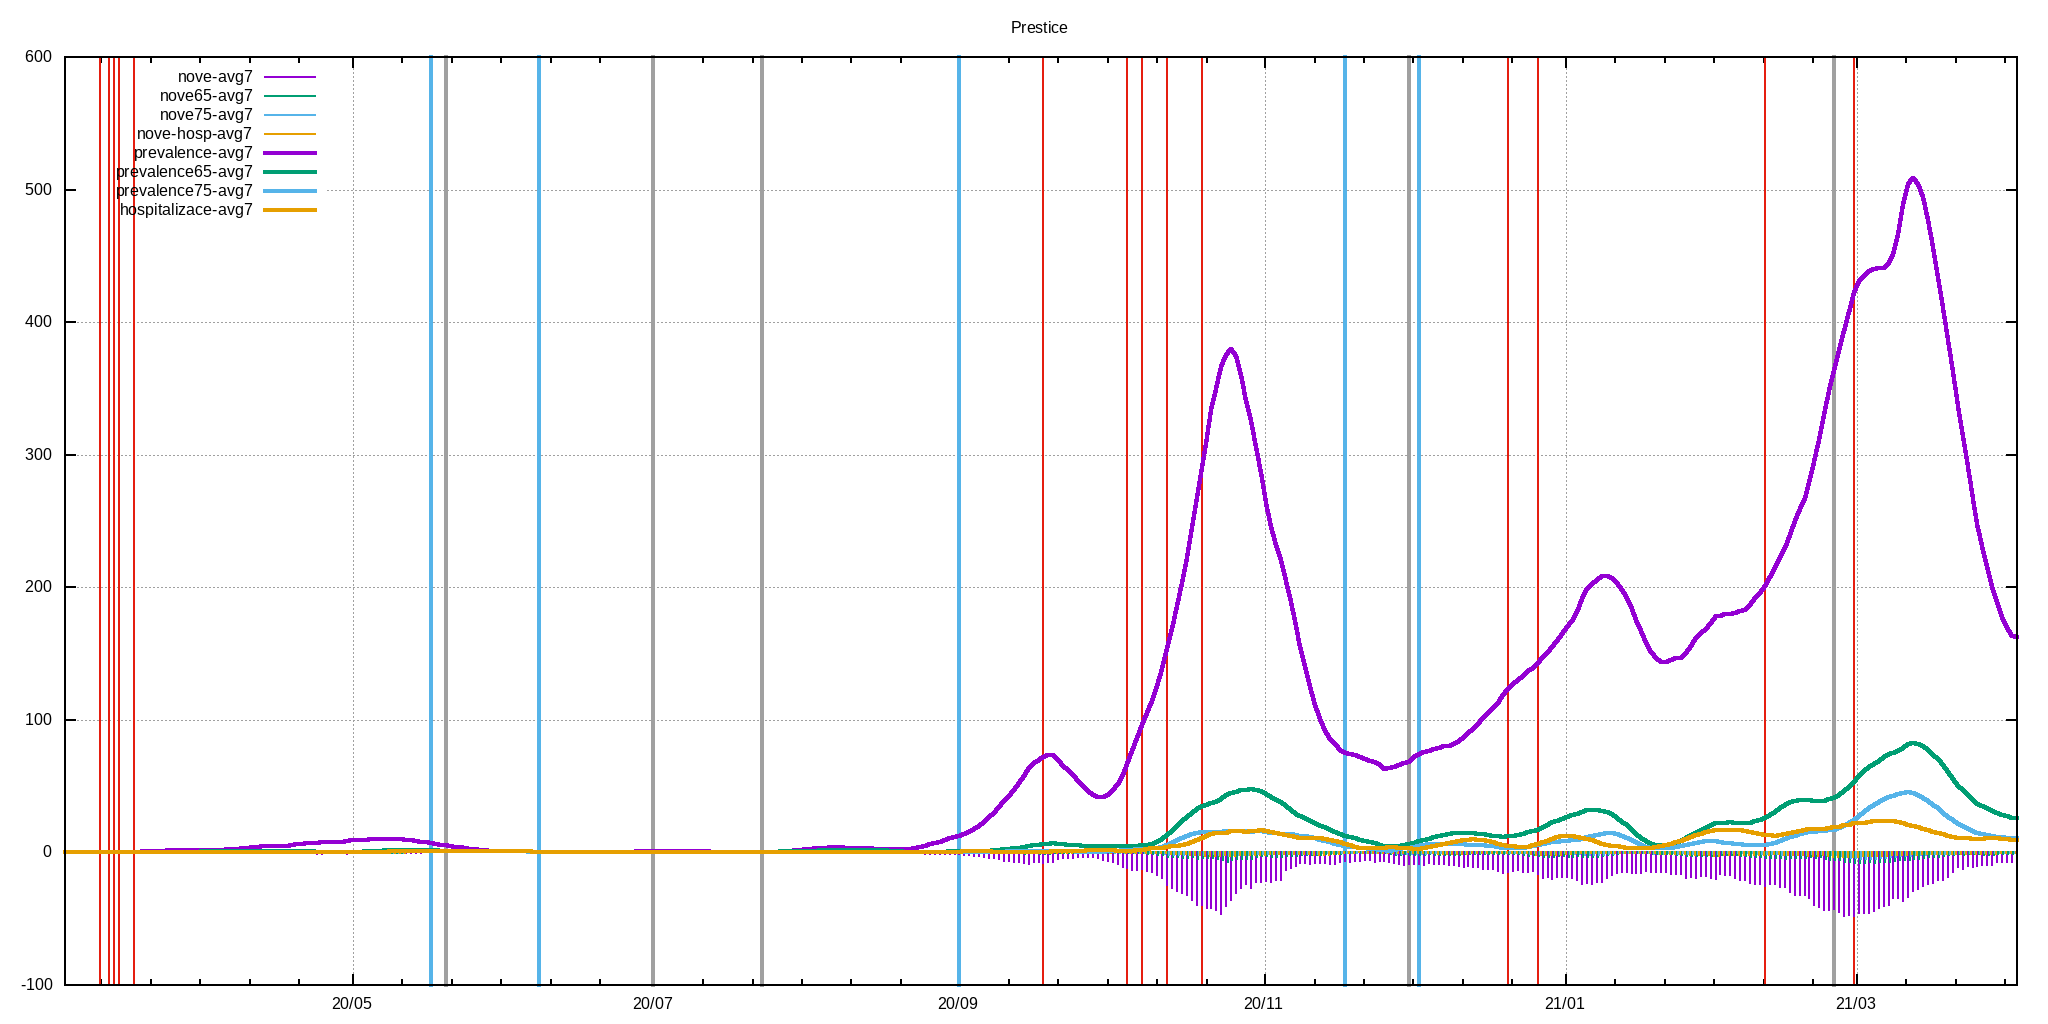 Prestice
600
500
400
300
200
100
0
-100
nove-avg7
nove65-avg7
nove75-avg7
nove-hosp-avg7
prevalence-avg7
prevalence65-avg7
prevalence75-avg7
hospitalizace-avg7
20/05
20/07
20/09
20/11
21/01
21/03